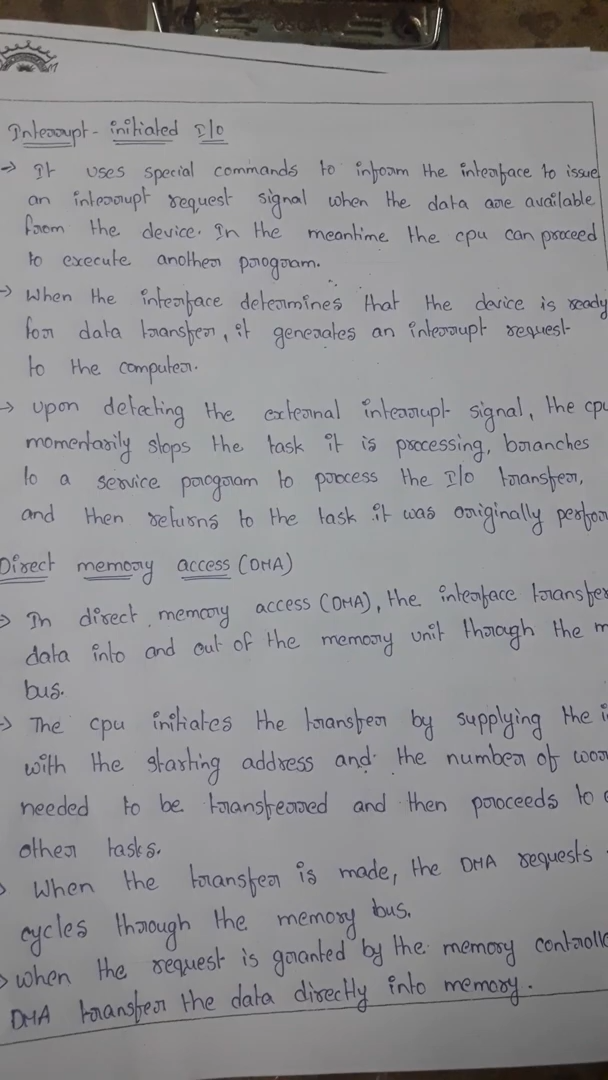 Interrupt - initiated I/O
→ It uses special commands to inform the interface to issue
an interrupt request signal when the data are available
from the device. In the meantime the cpu can proceed
to execute another program.
→ When the interface determines that the device is ready
for data transfer, it generates an interrupt request
to the computer.
→ upon detecting the external interrupt signal, the cpu
momentarily stops the task it is processing, branches
to a service program to process the I/O transfer,
and then returns to the task it was originally perfor
Direct memory access (DMA)
→ In direct memory access (DMA), the interface transfer
data into and out of the memory unit through the m
bus.
→ The cpu initiates the transfer by supplying the i
with the starting address and the number of wor
needed to be transferred and then proceeds to e
other tasks.
→ When the transfer is made, the DMA requests
cycles through the memory bus.
→ when the request is granted by the memory controlle
DMA transfer the data directly into memory.